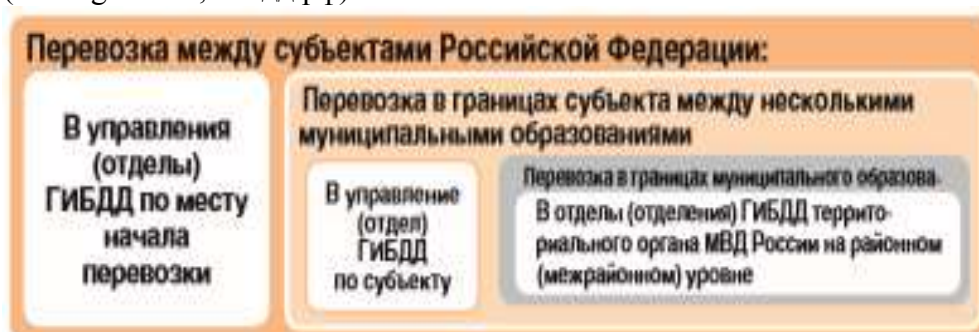 Перевозка между субъектами Российской Федерации:
В управления
(отделы)
ГИБДД по месту
начала
перевозки
Перевозка в границах субъекта между несколькими
муниципальными образованиями
В управление
(отдел)
ГИБДД
по субъекту
Перевозка в границах муниципального образова-
В отделы (отделения) ГИБДД террито-
риального органа МВД России на районном
(межрайонном) уровне